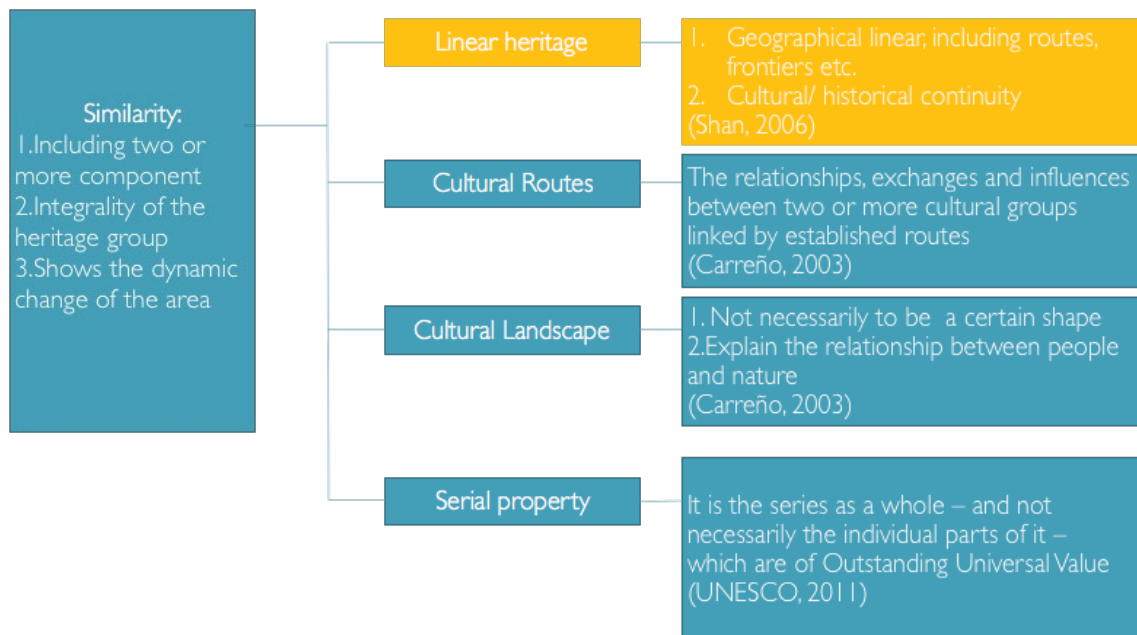 Similarity:
1.Including two or
more component
2.Integrality of the
heritage group
3.Shows the dynamic
change of the area
Linear heritage
1. Geographical linear, including routes,
frontiers etc.
2. Cultural/ historical continuity
(Shan, 2006)
Cultural Routes
The relationships, exchanges and influences
between two or more cultural groups
linked by established routes
(Carreño, 2003)
Cultural Landscape
1. Not necessarily to be a certain shape
2.Explain the relationship between people
and nature
(Carreño, 2003)
Serial property
It is the series as a whole – and not
necessarily the individual parts of it –
which are of Outstanding Universal Value
(UNESCO, 2011)